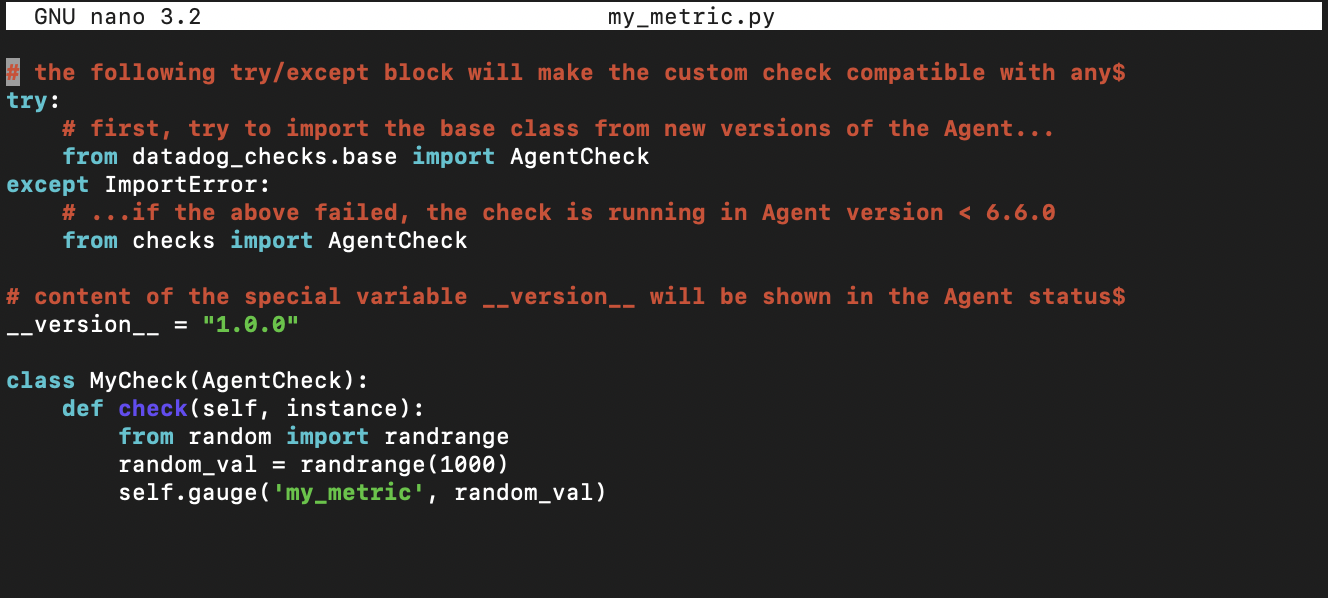 GNU nano 3.2 my_metric.py
# the following try/except block will make the custom check compatible with any$
try:
    # first, try to import the base class from new versions of the Agent...
    from datadog_checks.base import AgentCheck
except ImportError:
    # ...if the above failed, the check is running in Agent version < 6.6.0
    from checks import AgentCheck
# content of the special variable __version__ will be shown in the Agent status$
__version__ = "1.0.0"
class MyCheck(AgentCheck):
    def check(self, instance):
        from random import randrange
        random_val = randrange(1000)
        self.gauge('my_metric', random_val)